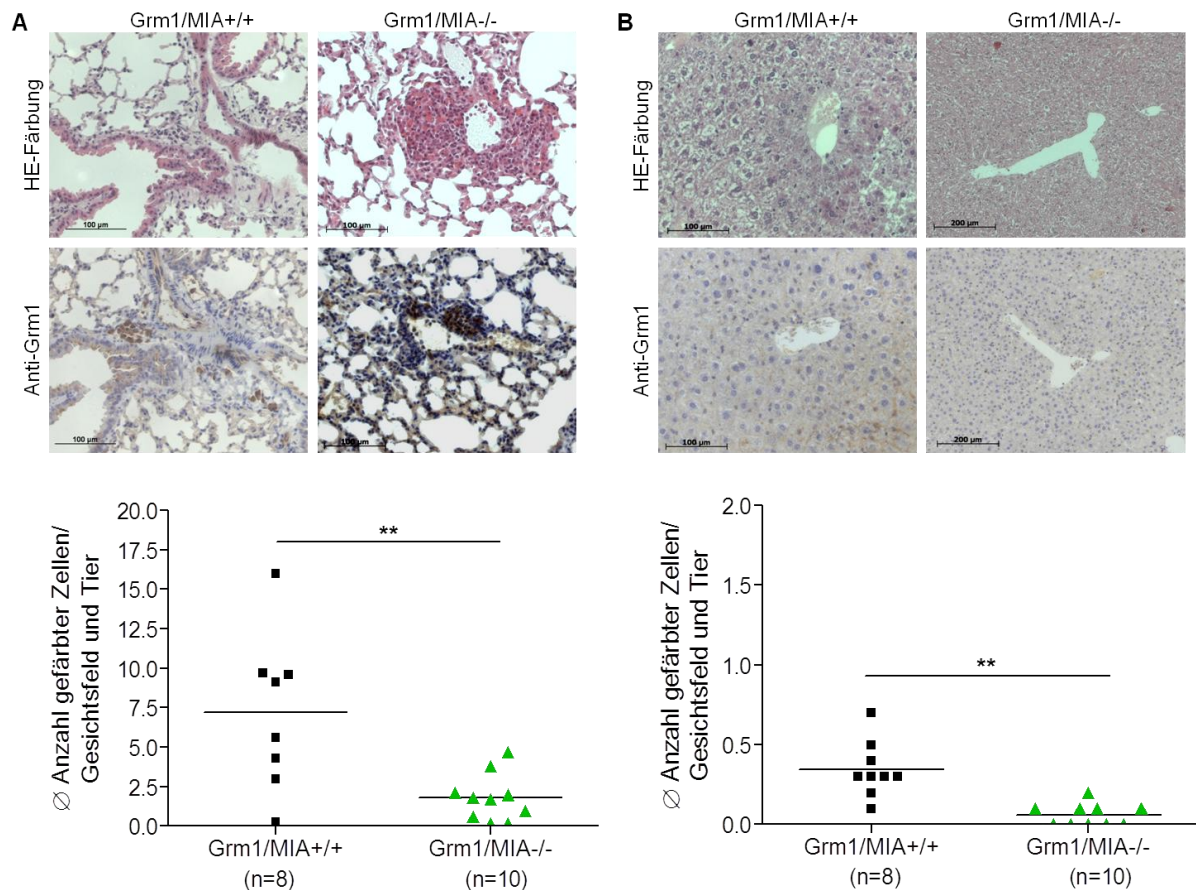 A
Grm1/MIA+/+
Grm1/MIA-/-
HE-Färbung
100 µm
100 µm
Anti-Grm1
100 µm
100 µm
B
Grm1/MIA+/+
Grm1/MIA-/-
HE-Färbung
100 µm
200 µm
Anti-Grm1
100 µm
200 µm
∅ Anzahl gefärbter Zellen/
Gesichtsfeld und Tier
20.0
17.5
15.0
12.5
10.0
7.5
5.0
2.5
0.0
**
Grm1/MIA+/+
(n=8)
Grm1/MIA-/-
(n=10)
∅ Anzahl gefärbter Zellen/
Gesichtsfeld und Tier
2.0
1.5
1.0
0.5
0.0
**
Grm1/MIA+/+
(n=8)
Grm1/MIA-/-
(n=10)